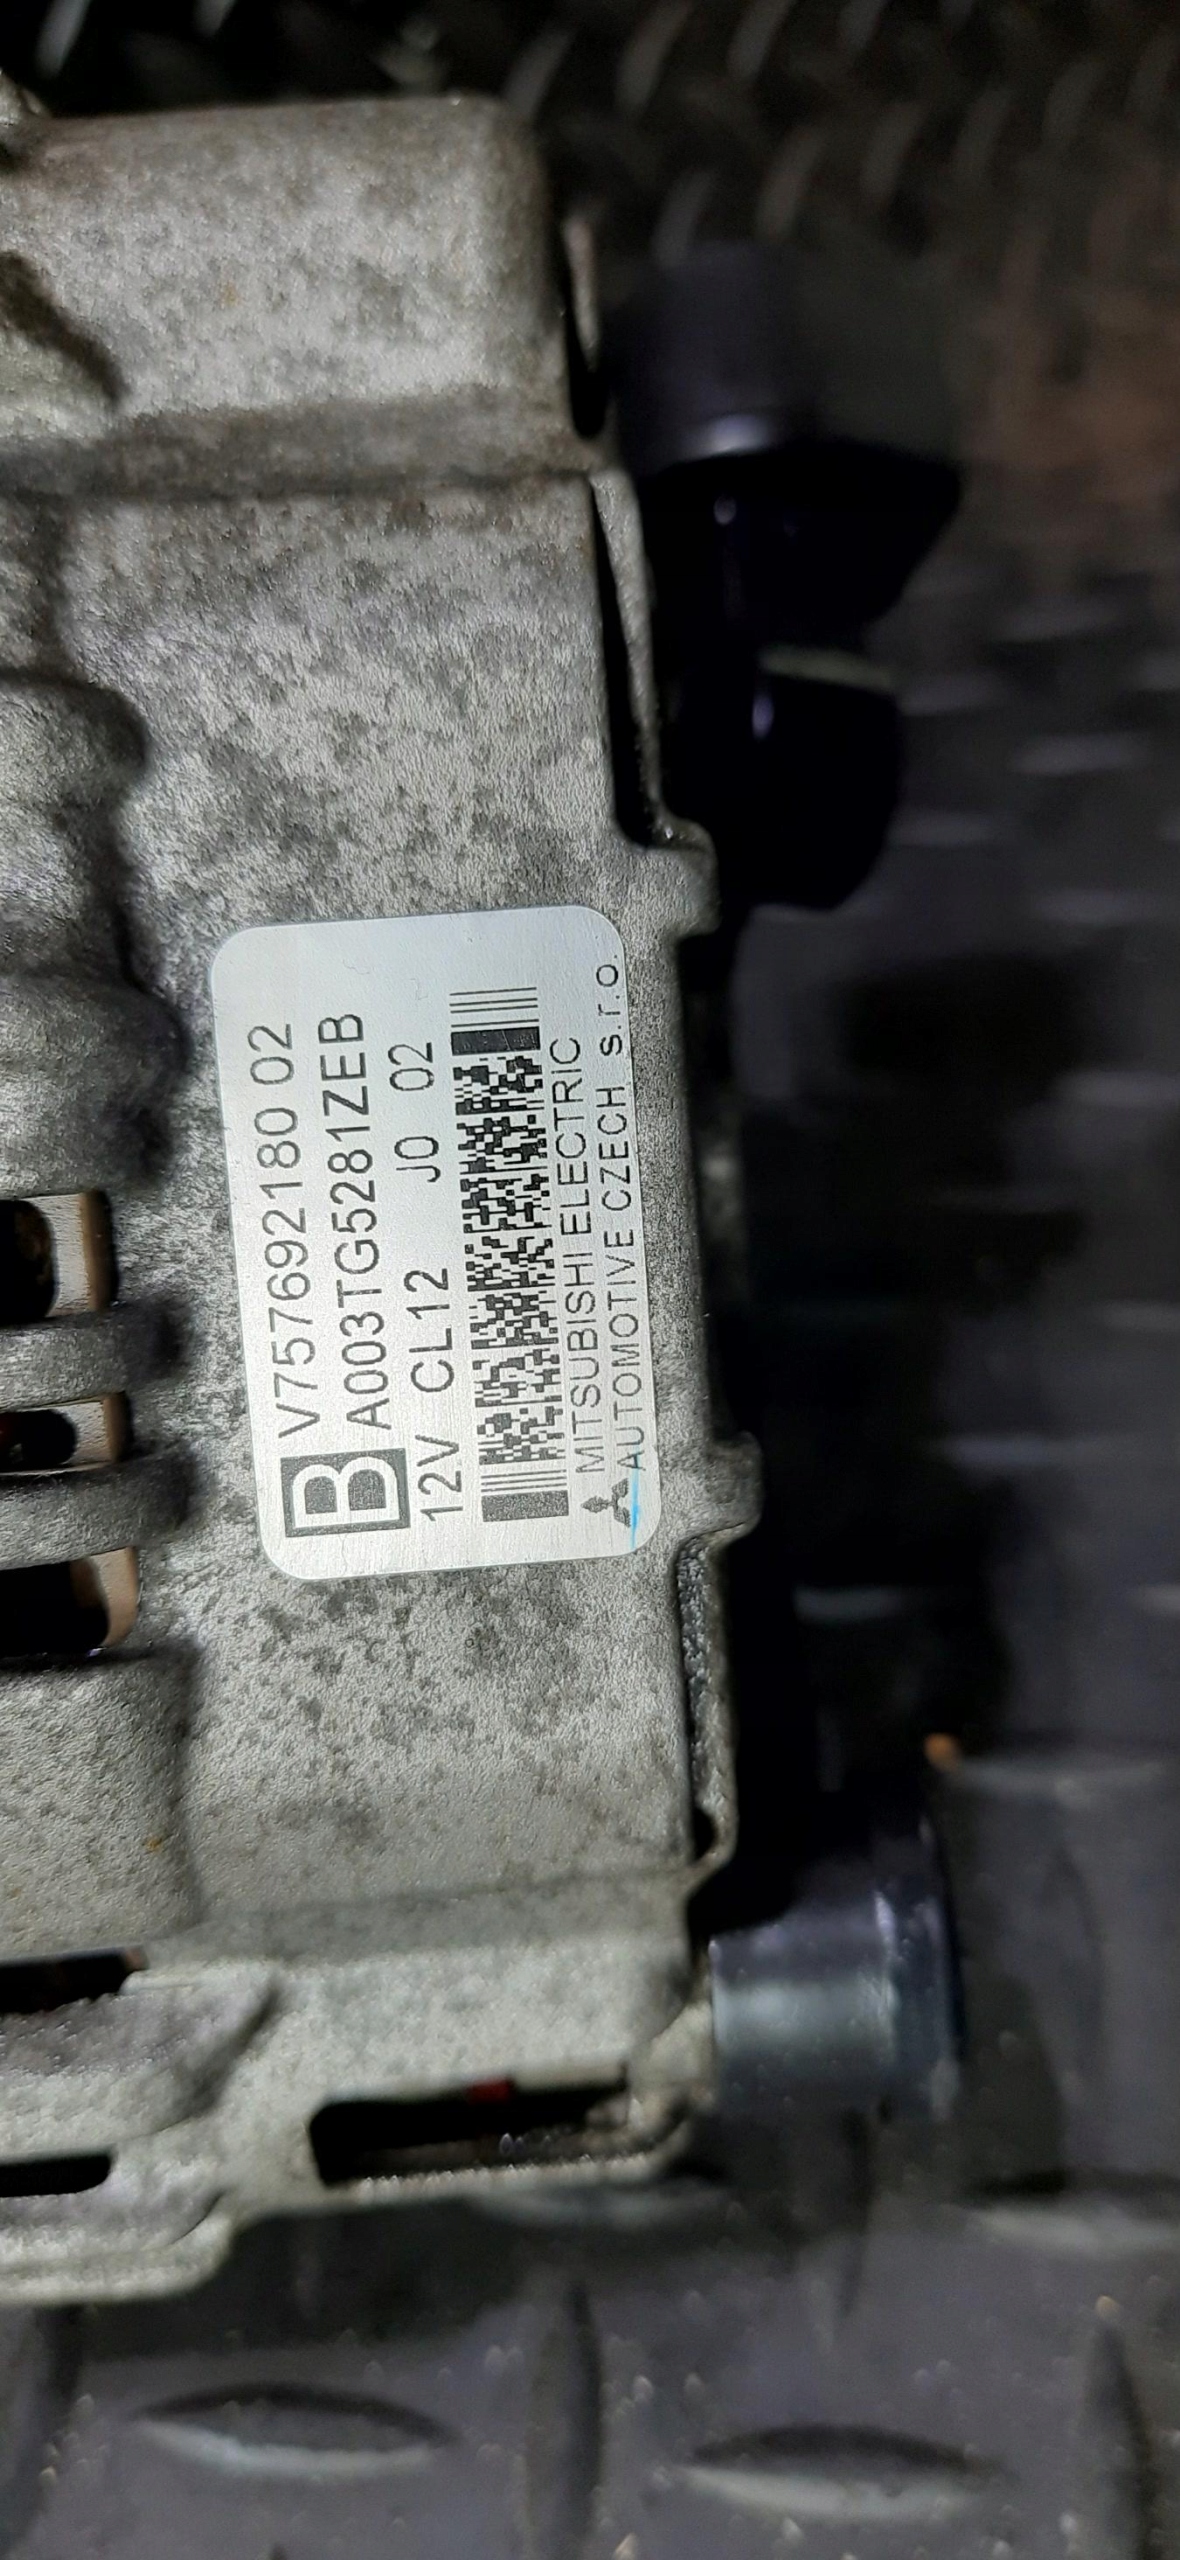 B
V757692180 02
A003TG5281ZEB
12V CL12 J0 02
MITSUBISHI ELECTRIC
AUTOMOTIVE CZECH s.r.o.